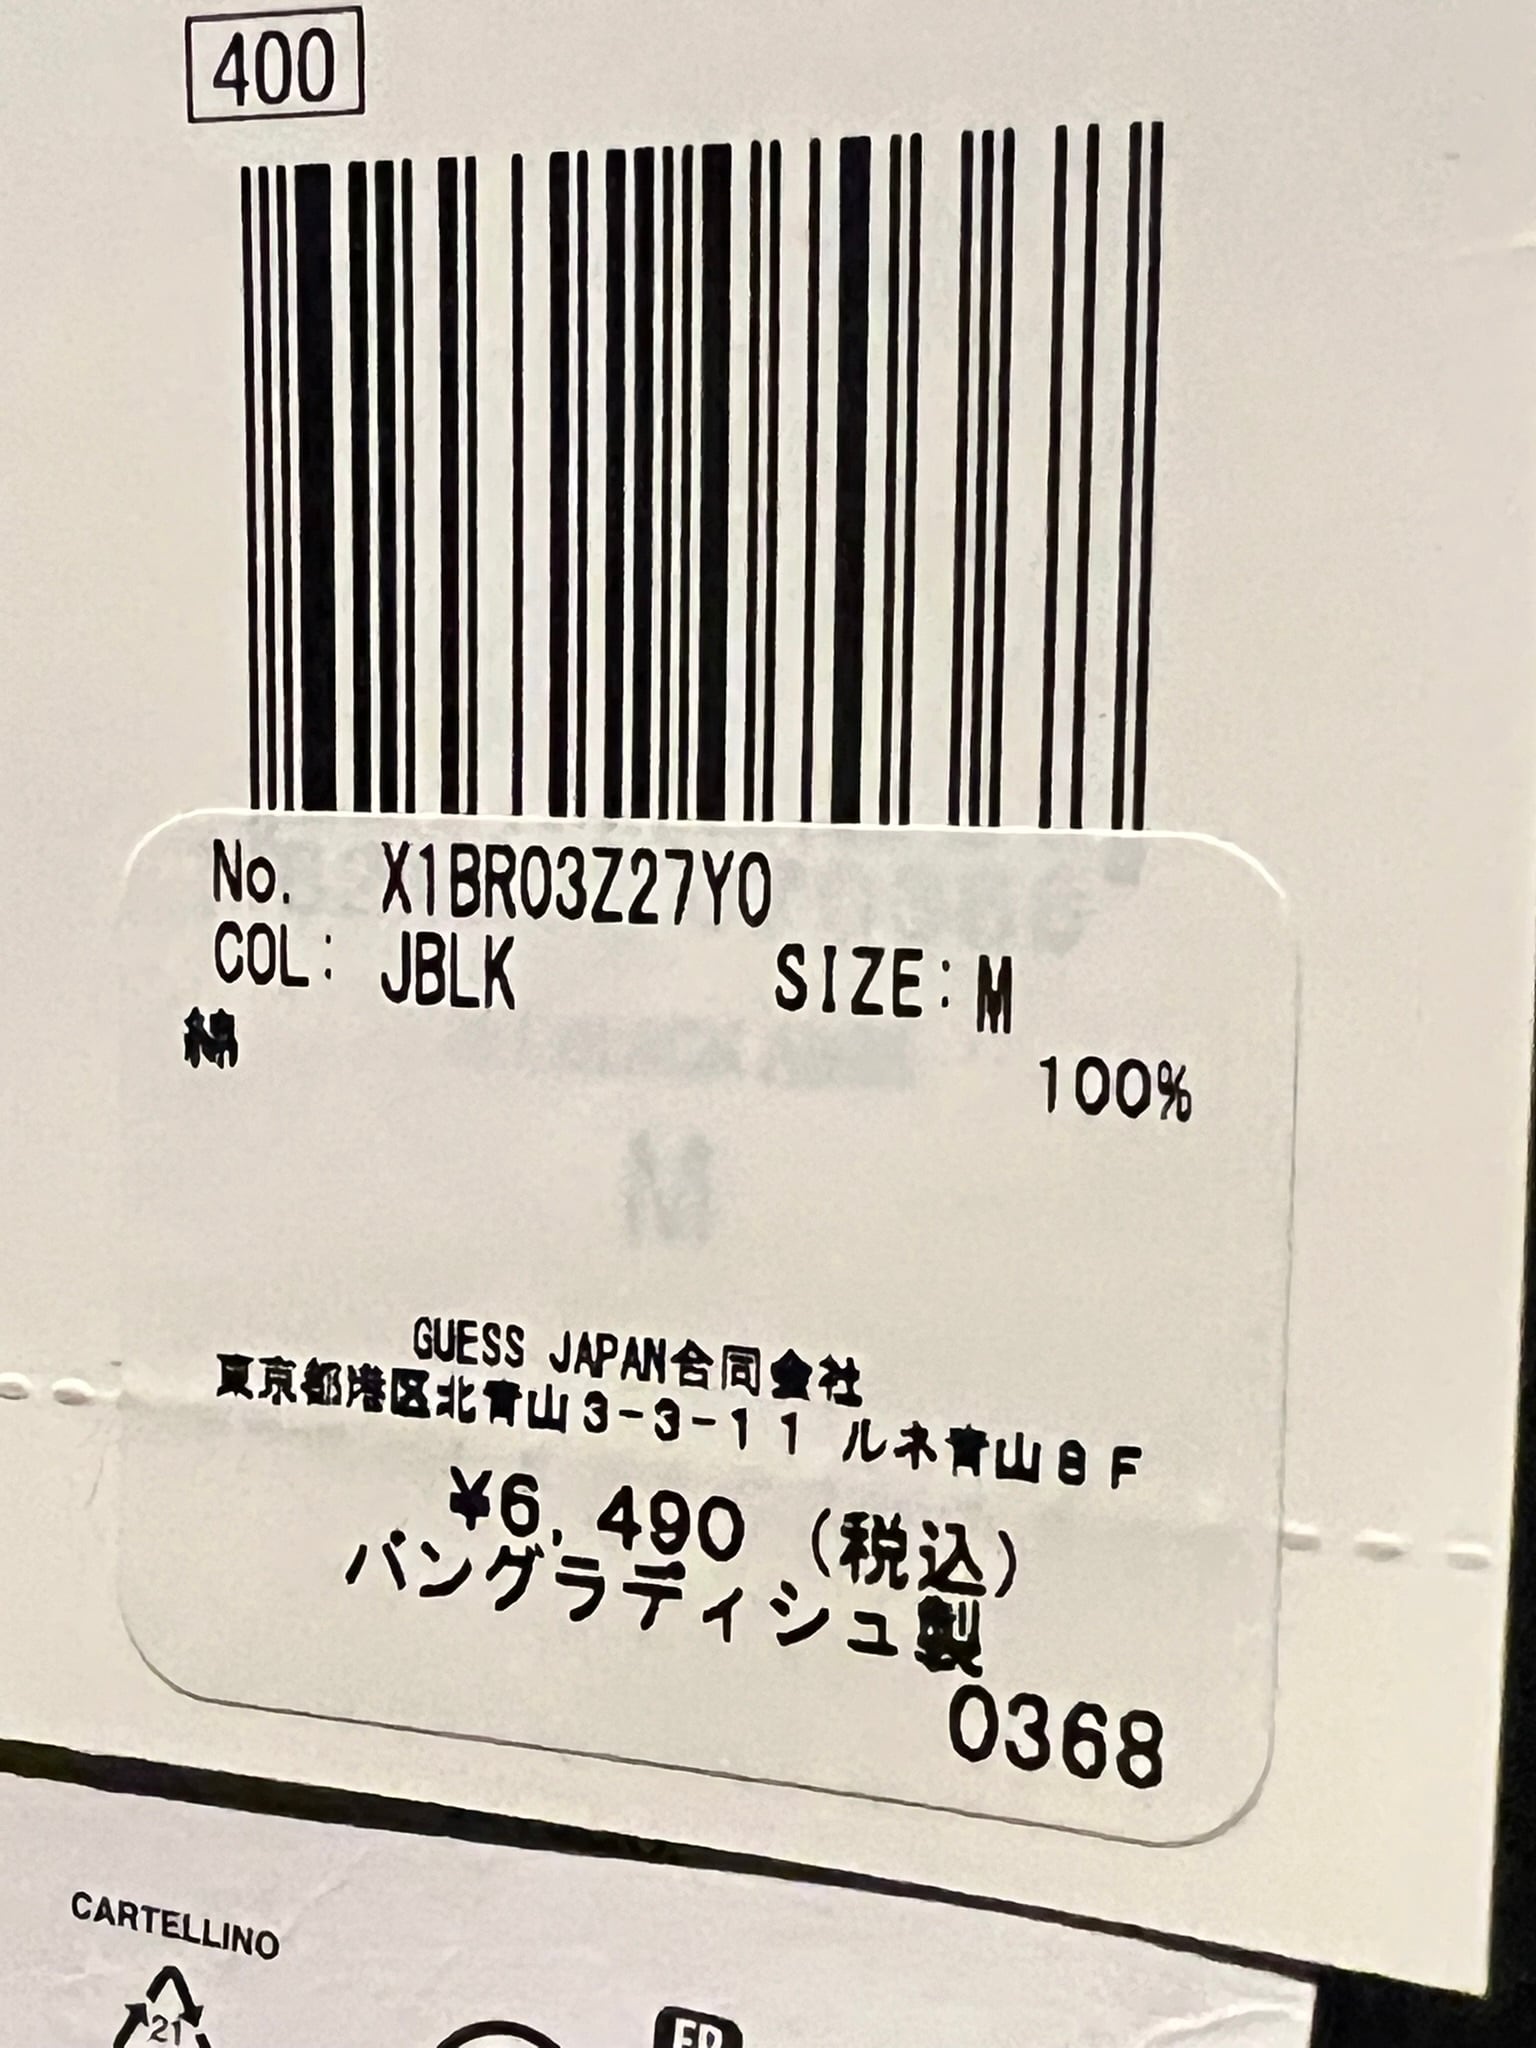 400
No. X1BR03Z27Y0
COL: JBLK SIZE: M
綿 100%
GUESS JAPAN合同会社
東京都港区北青山3-3-11 ルネ青山8F
¥6,490 (税込)
バングラディシュ製
0368
CARTELLINO
21